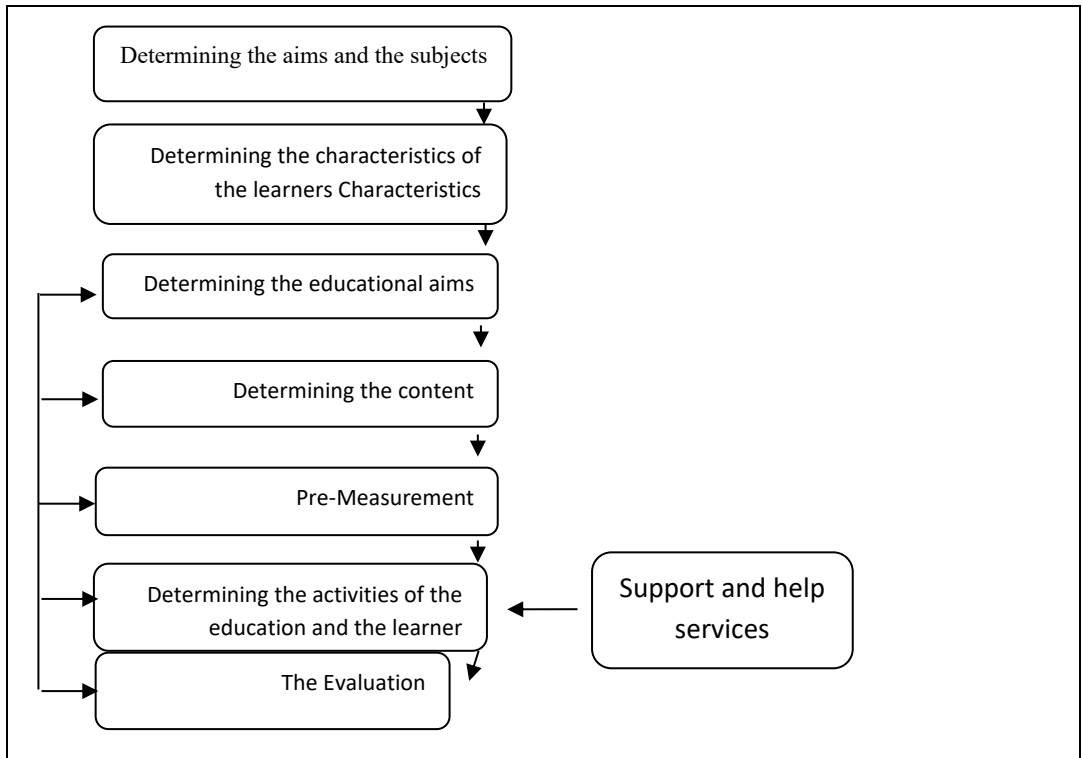 Determining the aims and the subjects
Determining the characteristics of
the learners Characteristics
Determining the educational aims
Determining the content
Pre-Measurement
Determining the activities of the
education and the learner
Support and help
services
The Evaluation